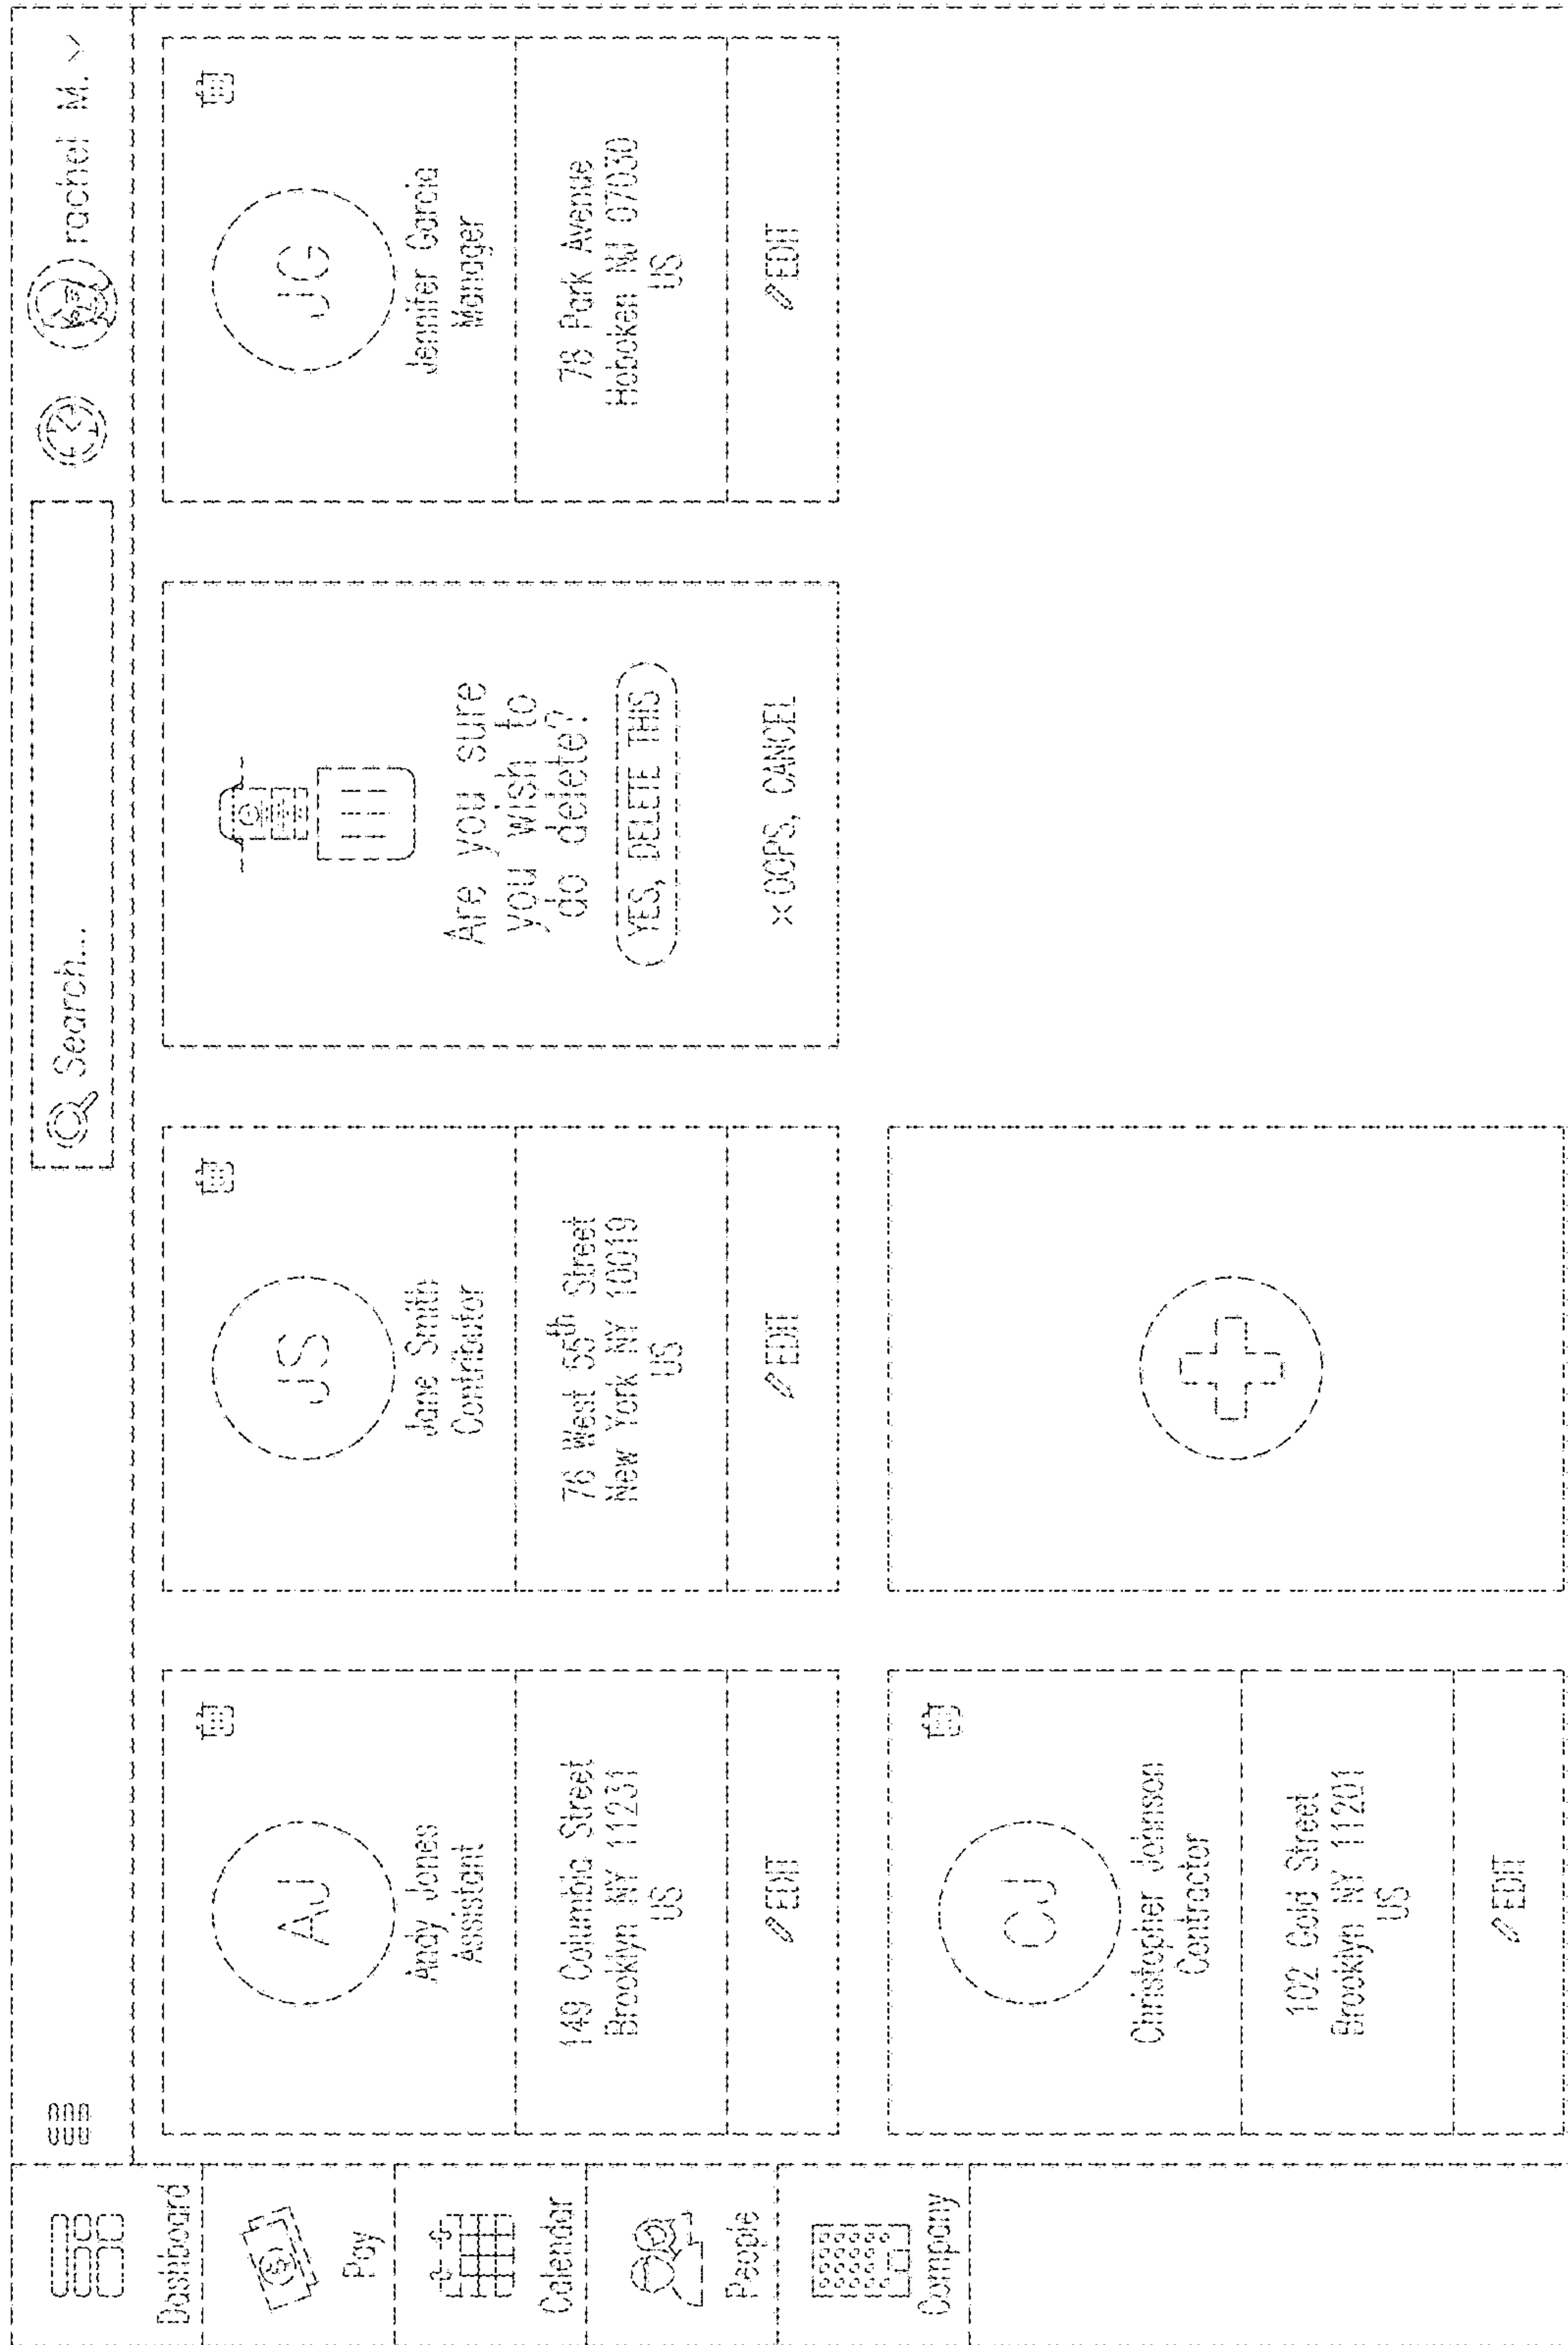 Search...
rachel M.
Dashboard
Pay
Calendar
People
Company
AJ
Andy Jones
Assistant
149 Columbia Street
Brooklyn NY 11231
US
EDIT
JS
Jane Smith
Contributor
76 West 55th Street
New York NY 10019
US
EDIT
Are you sure
you wish to
do delete?
YES, DELETE THIS
× OOPS, CANCEL
JG
Jennifer Garcia
Manager
78 Park Avenue
Hoboken NJ 07030
US
EDIT
CJ
Christopher Johnson
Contractor
102 Gold Street
Brooklyn NY 11201
US
EDIT